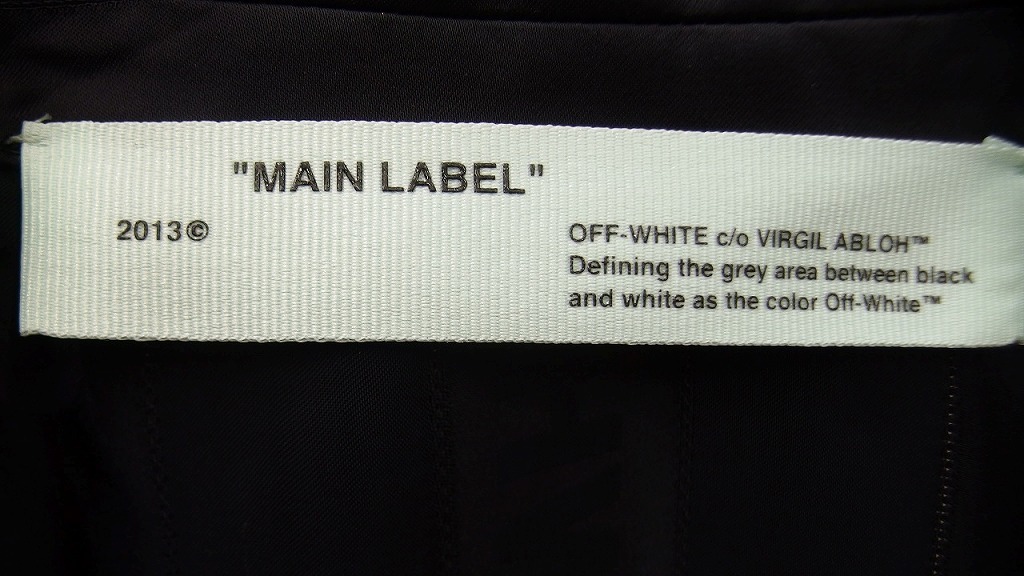 "MAIN LABEL"
2013©
OFF-WHITE c/o VIRGIL ABLOH™
Defining the grey area between black
and white as the color Off-White™